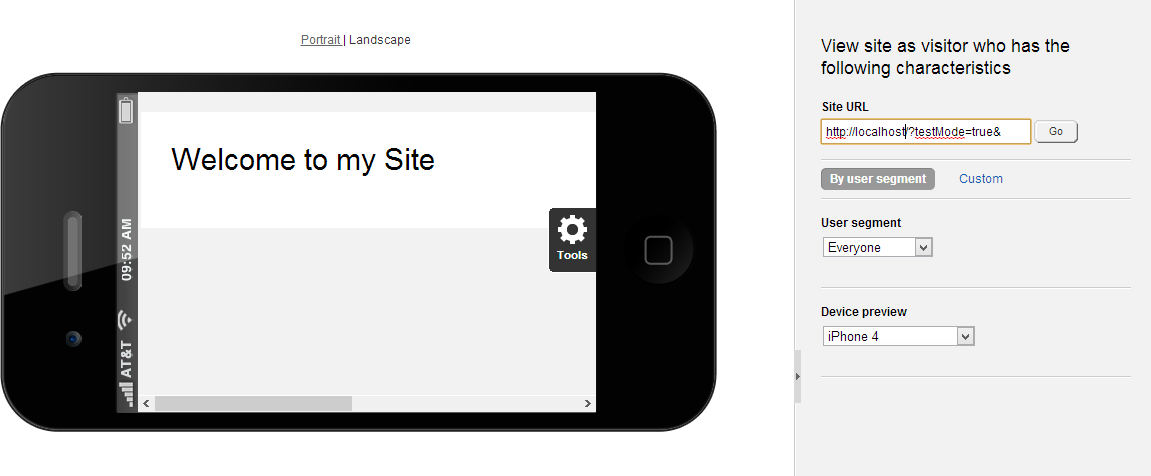 Portrait | Landscape
09:52 AM
AT&T
Welcome to my Site
Tools
View site as visitor who has the
following characteristics
Site URL
http://localhost/?testMode=true&
Go
By user segment
Custom
User segment
Everyone
Device preview
iPhone 4